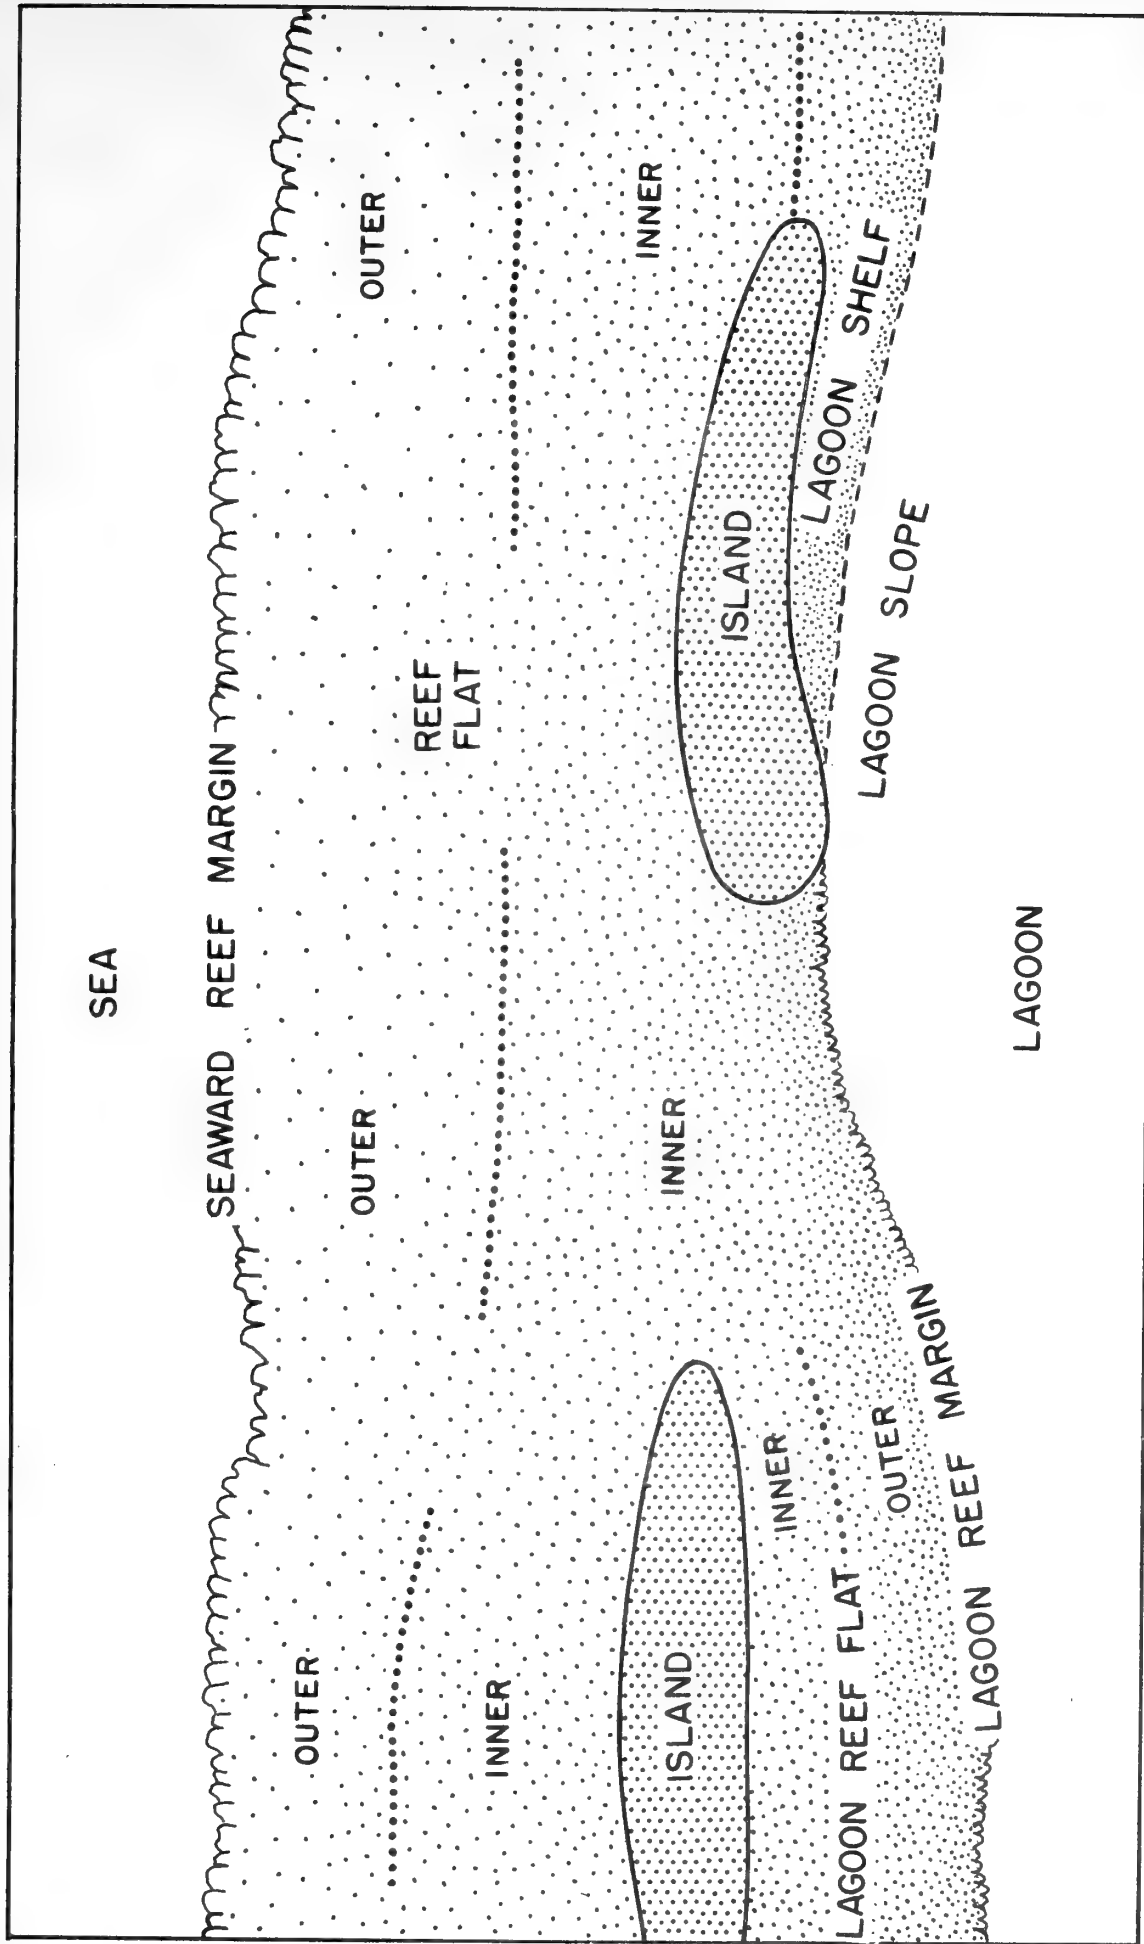 SEA
SEAWARD REEF MARGIN
OUTER
OUTER
OUTER
REEF
FLAT
INNER
INNER
INNER
ISLAND
ISLAND
INNER
LAGOON REEF FLAT
OUTER
LAGOON SHELF
LAGOON SLOPE
LAGOON REEF MARGIN
LAGOON